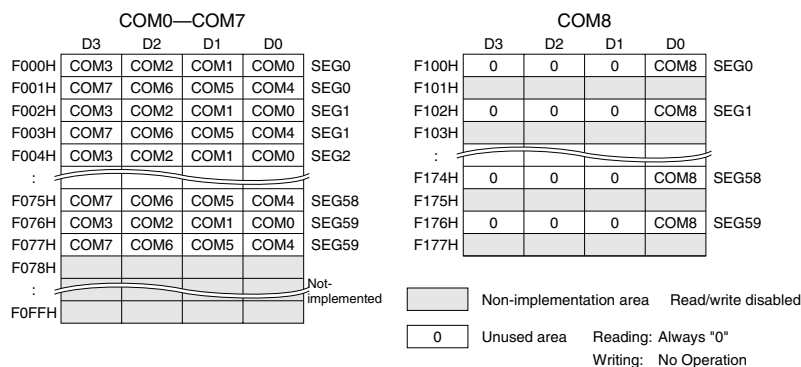 COM0—COM7
D3 D2 D1 D0
F000H COM3 COM2 COM1 COM0 SEG0
F001H COM7 COM6 COM5 COM4 SEG0
F002H COM3 COM2 COM1 COM0 SEG1
F003H COM7 COM6 COM5 COM4 SEG1
F004H COM3 COM2 COM1 COM0 SEG2
:
F075H COM7 COM6 COM5 COM4 SEG58
F076H COM3 COM2 COM1 COM0 SEG59
F077H COM7 COM6 COM5 COM4 SEG59
F078H
:
Not-
implemented
F0FFH
COM8
D3 D2 D1 D0
F100H 0 0 0 COM8 SEG0
F101H
F102H 0 0 0 COM8 SEG1
F103H
:
F174H 0 0 0 COM8 SEG58
F175H
F176H 0 0 0 COM8 SEG59
F177H
Non-implementation area Read/write disabled
0 Unused area Reading: Always "0"
Writing: No Operation